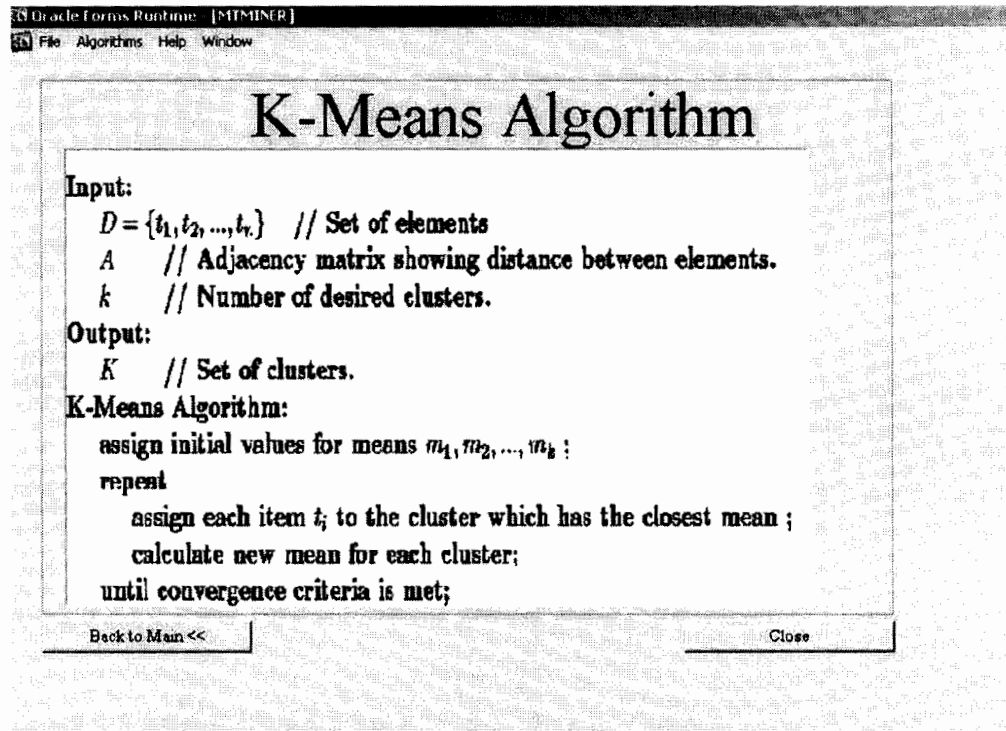 Oracle Forms Runtime - [MTMINER]
File Algorithms Help Window
K-Means Algorithm
Input:
D = {t₁, t₂, ..., tₙ} // Set of elements
A // Adjacency matrix showing distance between elements.
k // Number of desired clusters.
Output:
K // Set of clusters.
K-Means Algorithm:
assign initial values for means m₁, m₂, ..., mₖ ;
repeat
assign each item tᵢ to the cluster which has the closest mean ;
calculate new mean for each cluster;
until convergence criteria is met;
Back to Main << Close